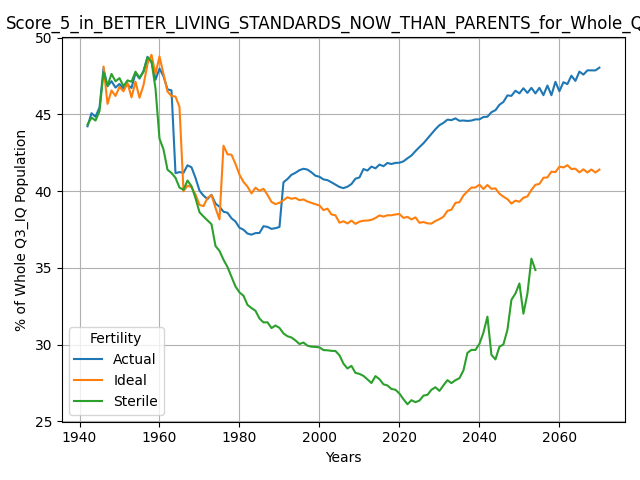 Score_5_in_BETTER_LIVING_STANDARDS_NOW_THAN_PARENTS_for_Whole_Q
50
45
40
35
30
25
% of Whole Q3_IQ Population
Fertility
Actual
Ideal
Sterile
1940 1960 1980 2000 2020 2040 2060
Years